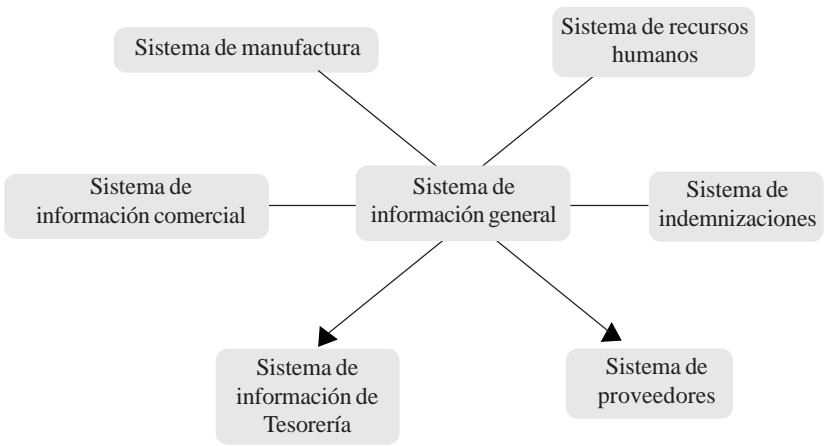 Sistema de manufactura
Sistema de recursos
humanos
Sistema de
información comercial
Sistema de
información general
Sistema de
indemnizaciones
Sistema de
información de
Tesorería
Sistema de
proveedores